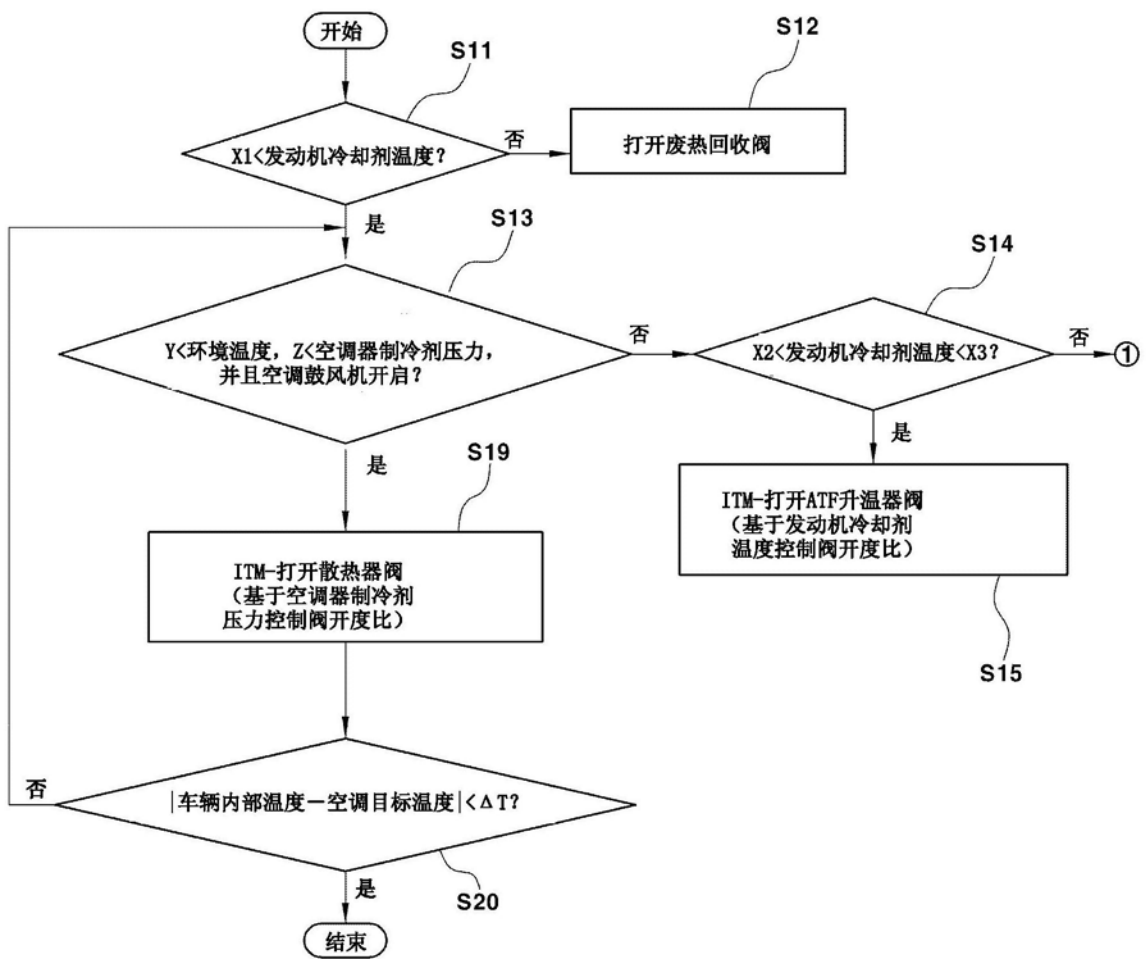 开始
S11
S12
X1<发动机冷却剂温度?
否
打开废热回收阀
是
S13
S14
Y<环境温度, Z<空调器制冷剂压力,
并且空调鼓风机开启?
否
X2<发动机冷却剂温度<X3?
否
①
是
S19
是
ITM-打开散热器阀
(基于空调器制冷剂
压力控制阀开度比)
ITM-打开ATF升温器阀
(基于发动机冷却剂
温度控制阀开度比)
S15
否
|车辆内部温度-空调目标温度|<ΔT?
是
S20
结束